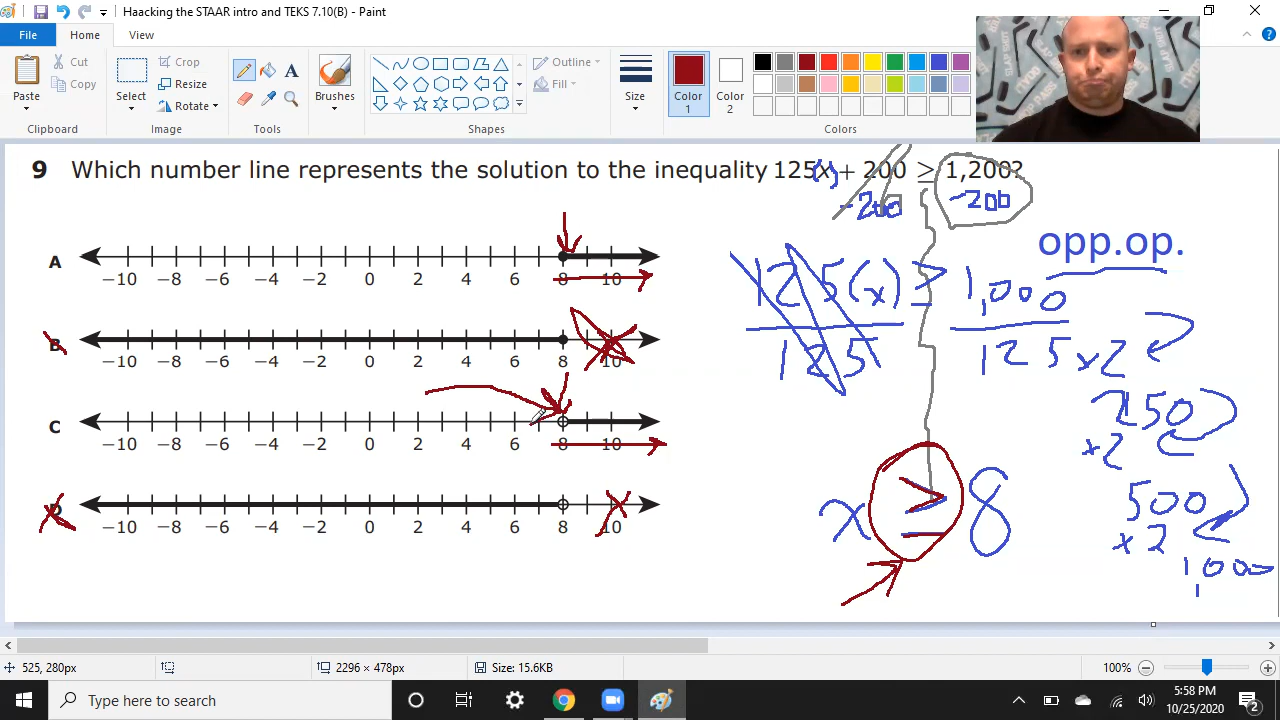 Haacking the STAAR intro and TEKS 7.10(B) - Paint
File Home View
Paste Cut Copy
Clipboard
Select Crop Resize Rotate
Image
A
Tools
Brushes
Outline Fill
Shapes
Size
Color 1 Color 2
Colors
9 Which number line represents the solution to the inequality 125x + 200 ≥ 1,200?
-200 -200
opp.op.
A
-10 -8 -6 -4 -2 0 2 4 6 8 10
125(x) ≥ 1,000
B
-10 -8 -6 -4 -2 0 2 4 6 8 10
125 125 x2
250
C
-10 -8 -6 -4 -2 0 2 4 6 8 10
x2
x ≥ 8
500
D
-10 -8 -6 -4 -2 0 2 4 6 8 10
x2
1,000
525, 280px 2296 × 478px Size: 15.6KB 100%
Type here to search
5:58 PM
10/25/2020
2